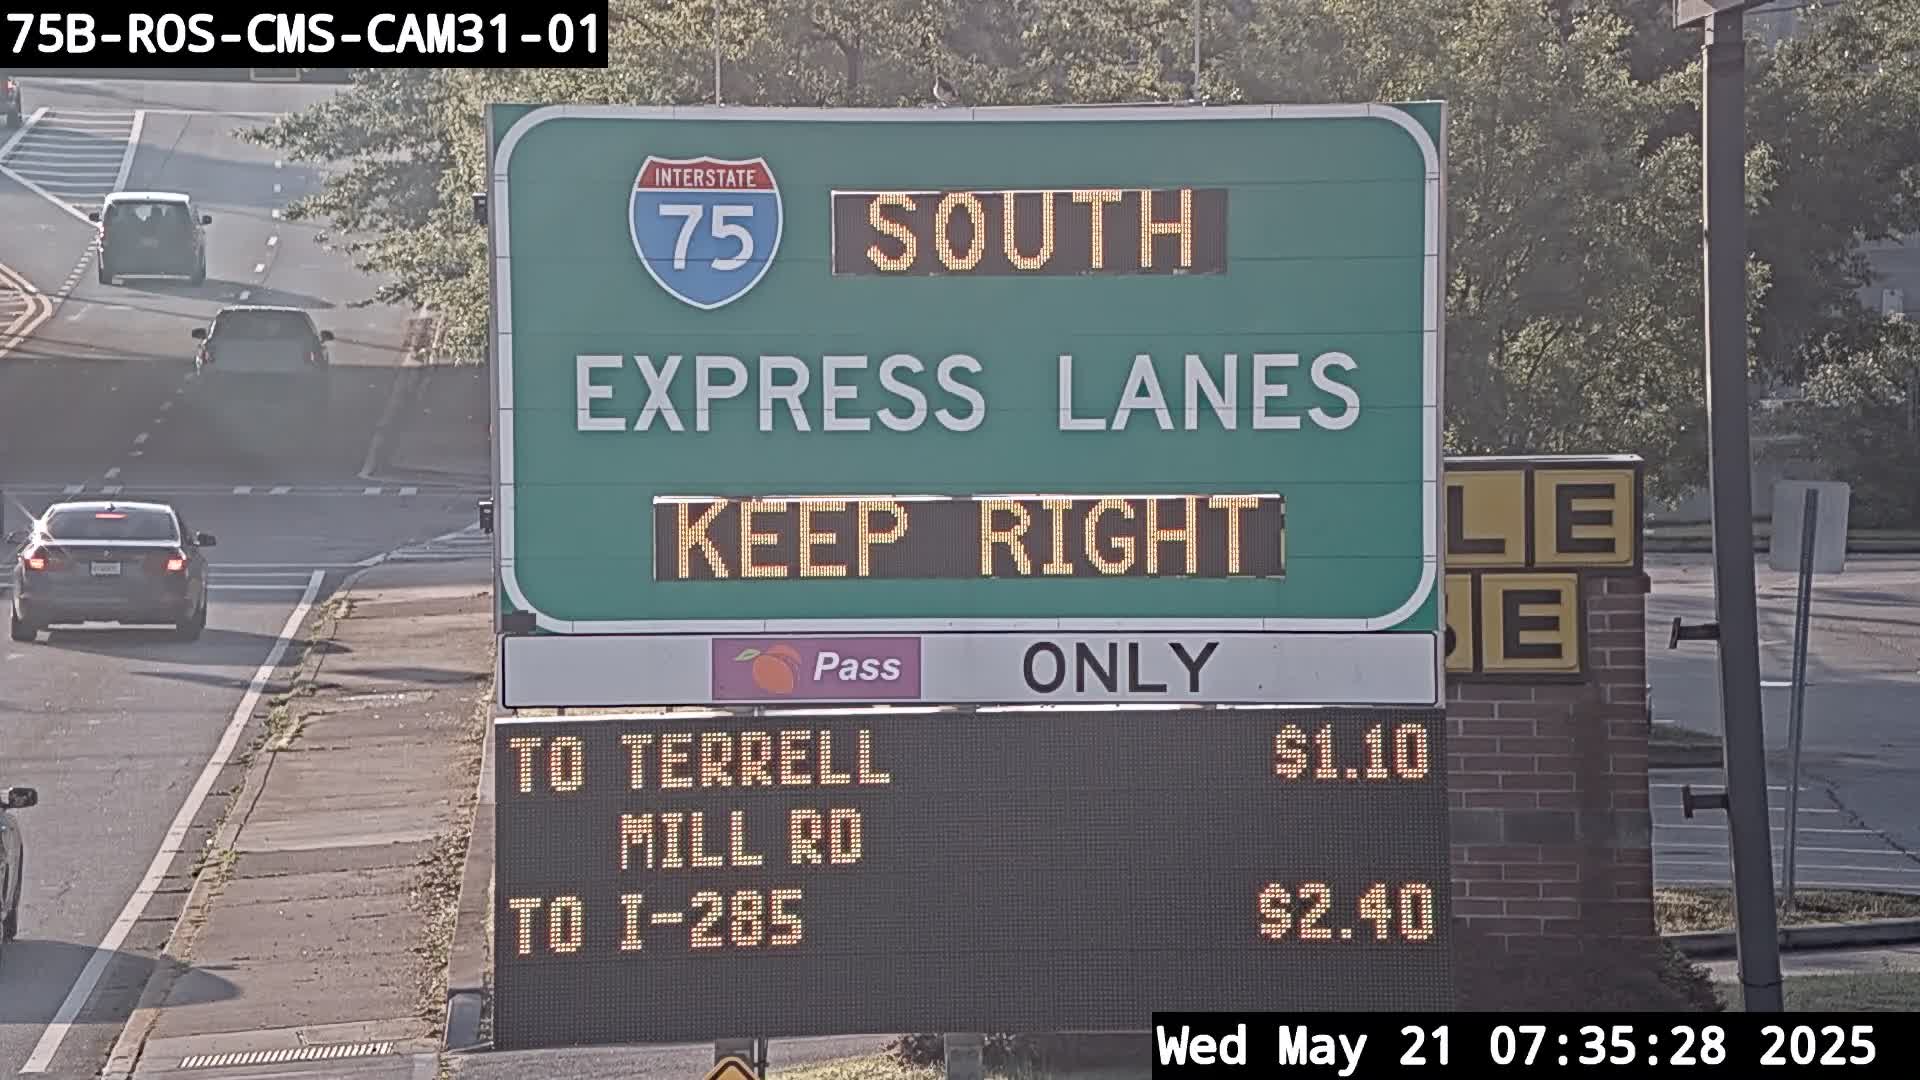 75B-ROS-CMS-CAM31-01
INTERSTATE
75
SOUTH
EXPRESS LANES
KEEP RIGHT
Pass ONLY
TO TERRELL $1.10
MILL RD
TO I-285 $2.40
LE
E
Wed May 21 07:35:28 2025